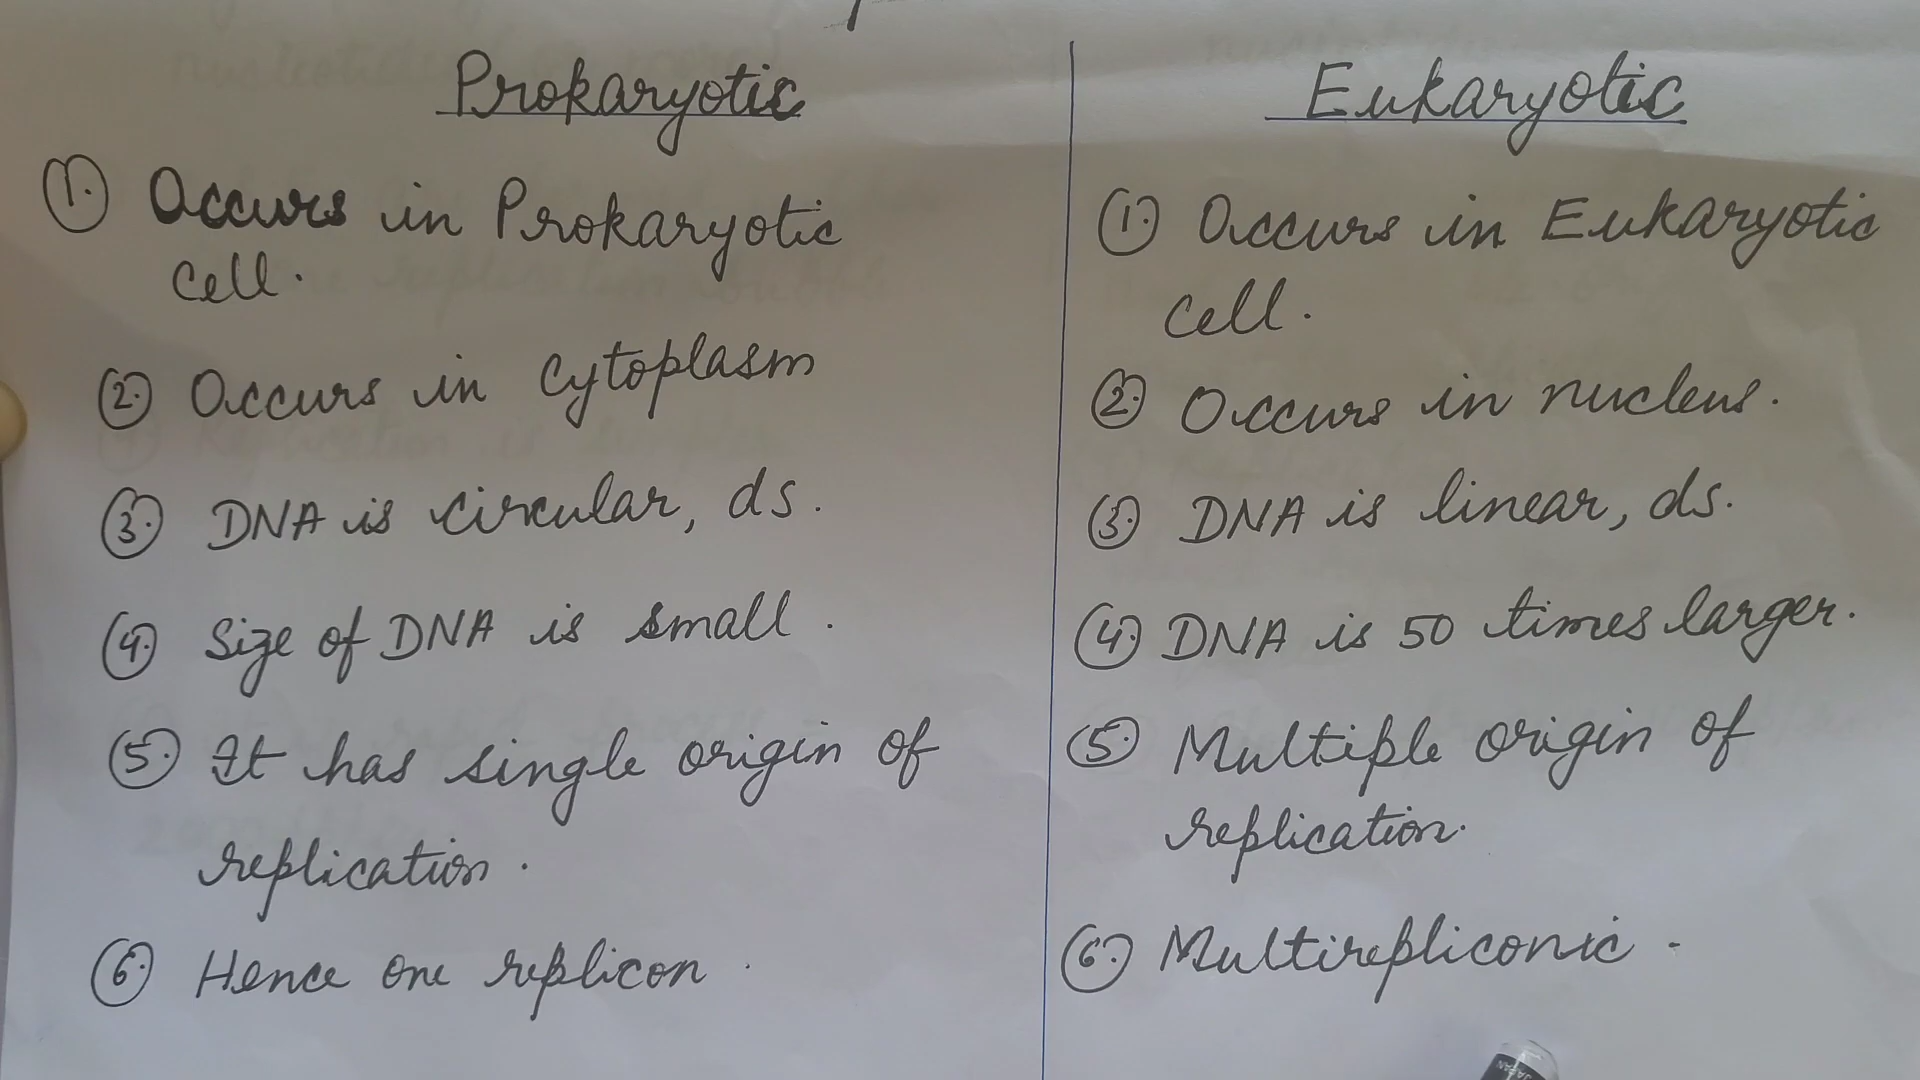 Prokaryotic
1. Occurs in Prokaryotic
cell.
2. Occurs in Cytoplasm
3. DNA is circular, ds.
4. Size of DNA is small.
5. It has single origin of
replication.
6. Hence one replicon.
Eukaryotic
1. Occurs in Eukaryotic
cell.
2. Occurs in nucleus.
3. DNA is linear, ds.
4. DNA is 50 times larger.
5. Multiple origin of
replication.
6. Multirepliconic.
JAPAN